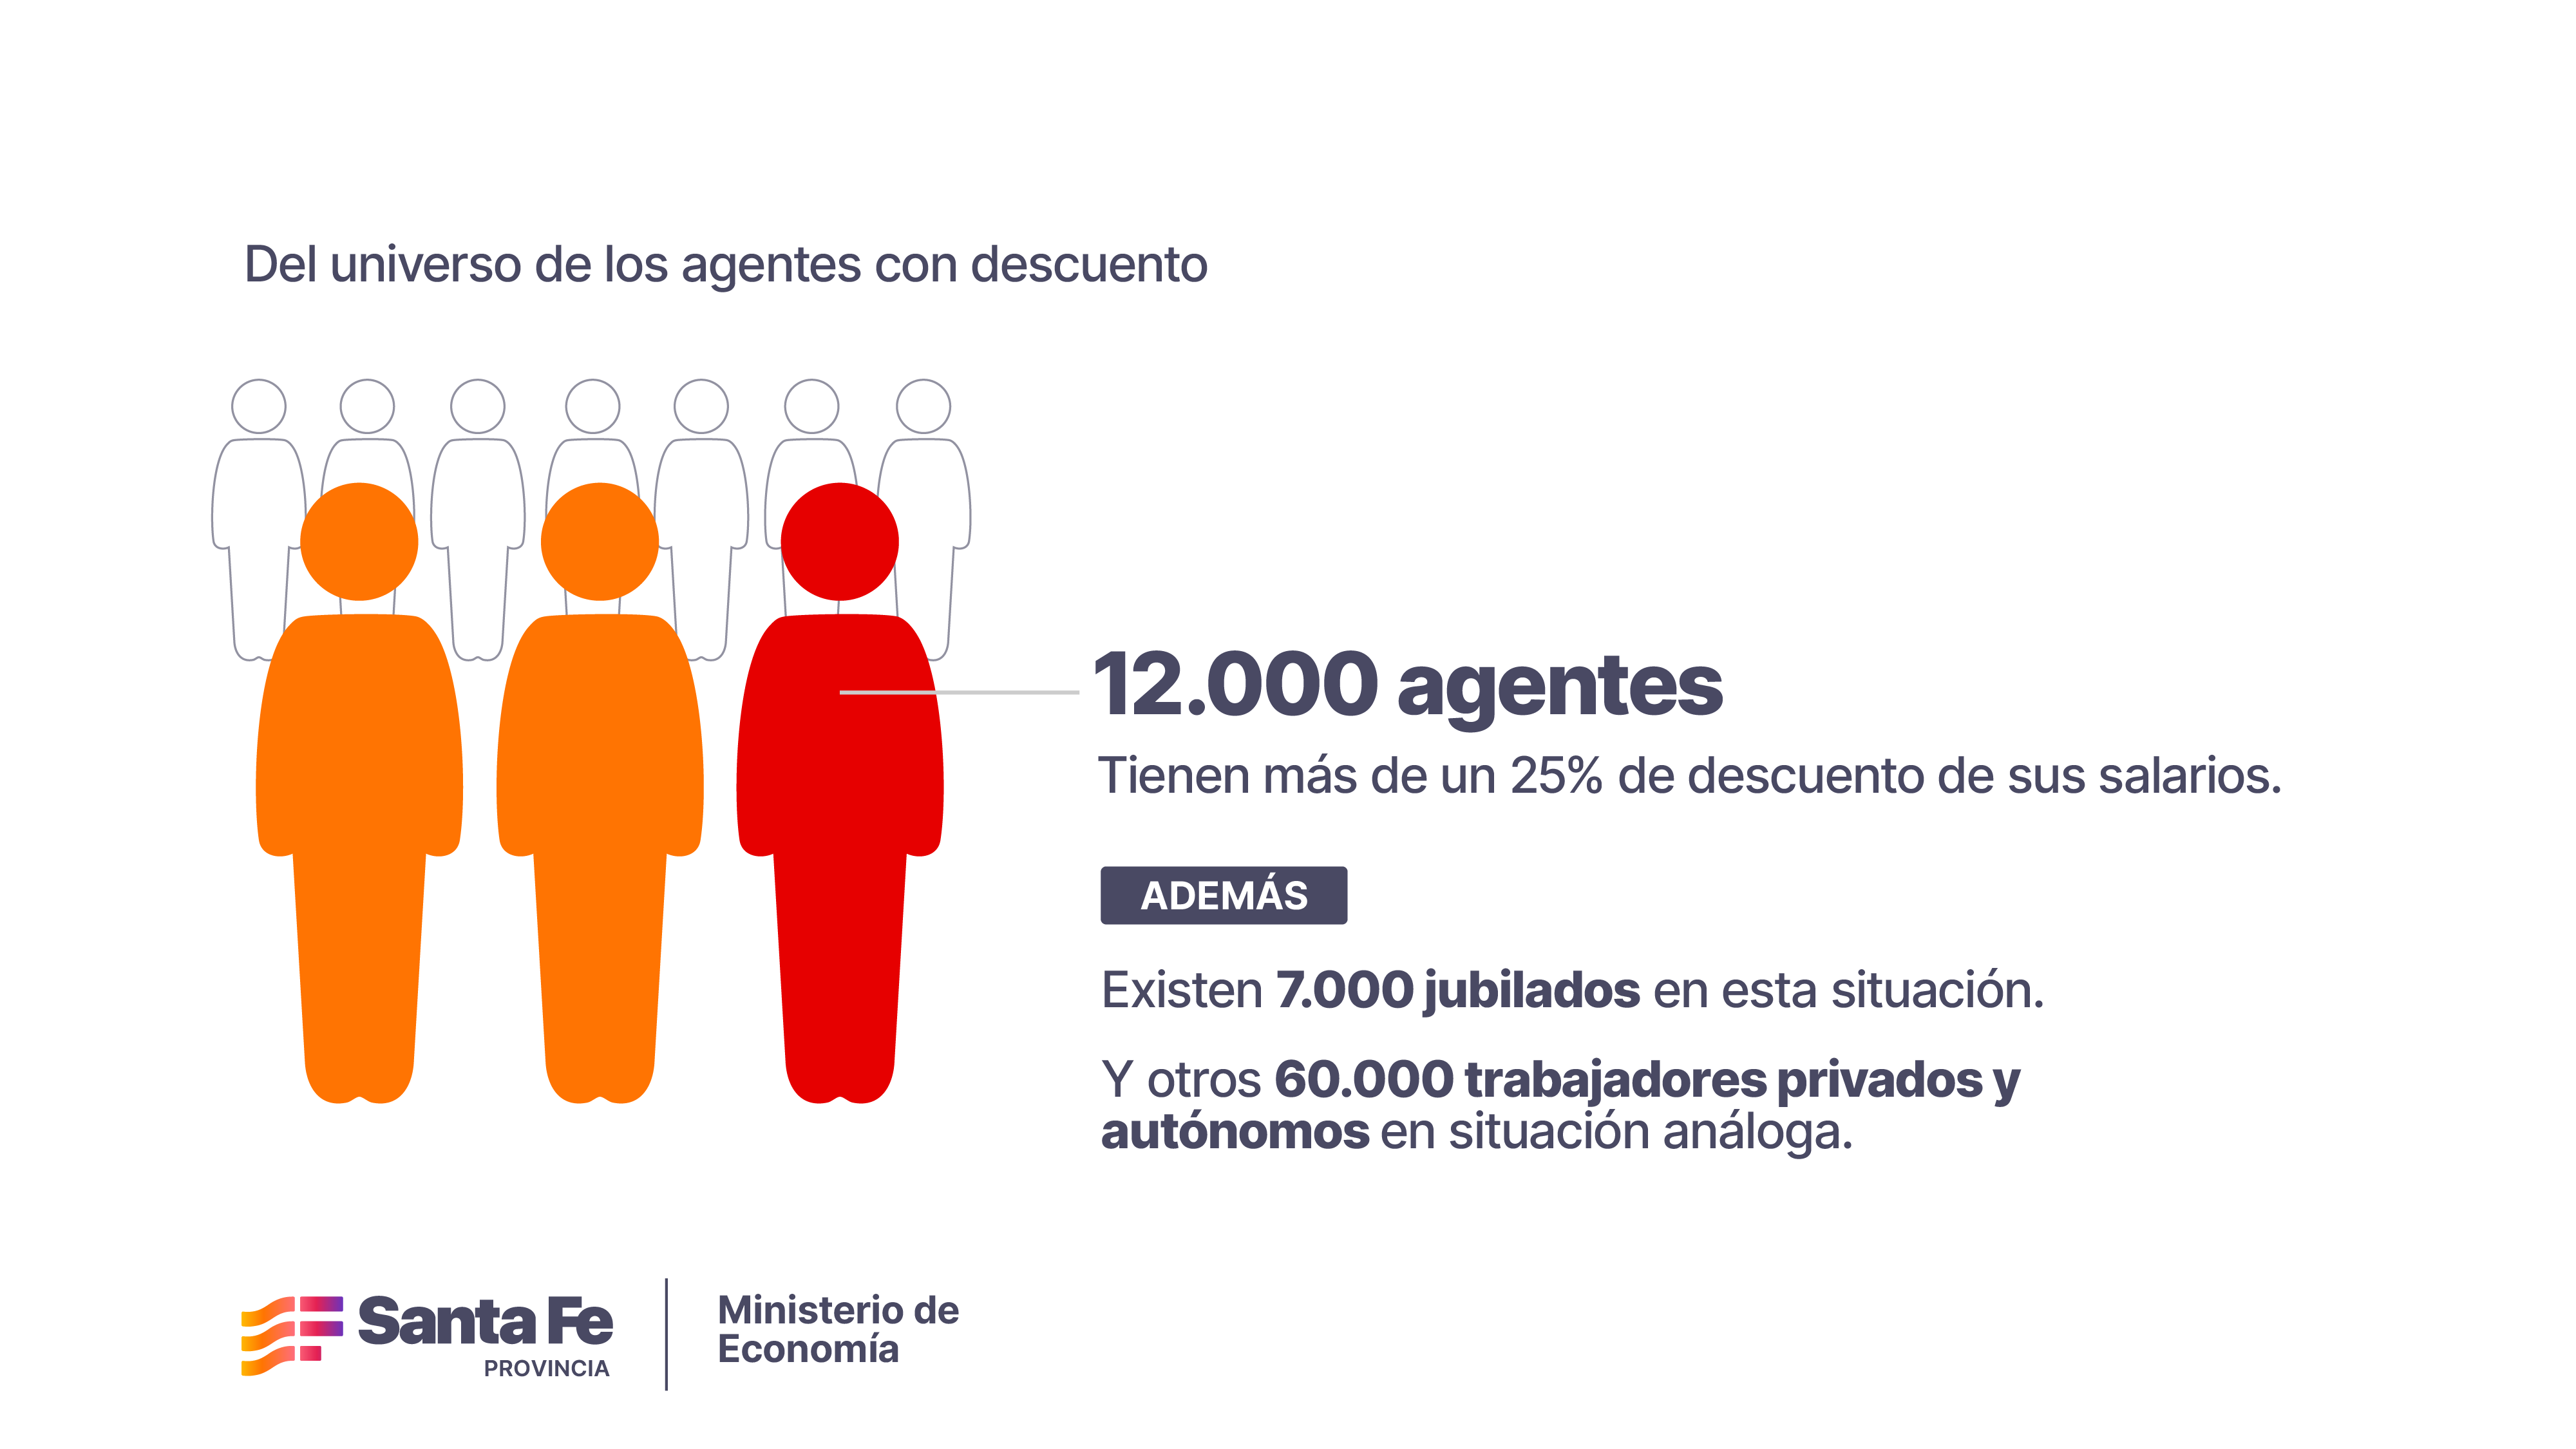 Del universo de los agentes con descuento
12.000 agentes
Tienen más de un 25% de descuento de sus salarios.
ADEMÁS
Existen 7.000 jubilados en esta situación.
Y otros 60.000 trabajadores privados y
autónomos en situación análoga.
Santa Fe
PROVINCIA
Ministerio de
Economía